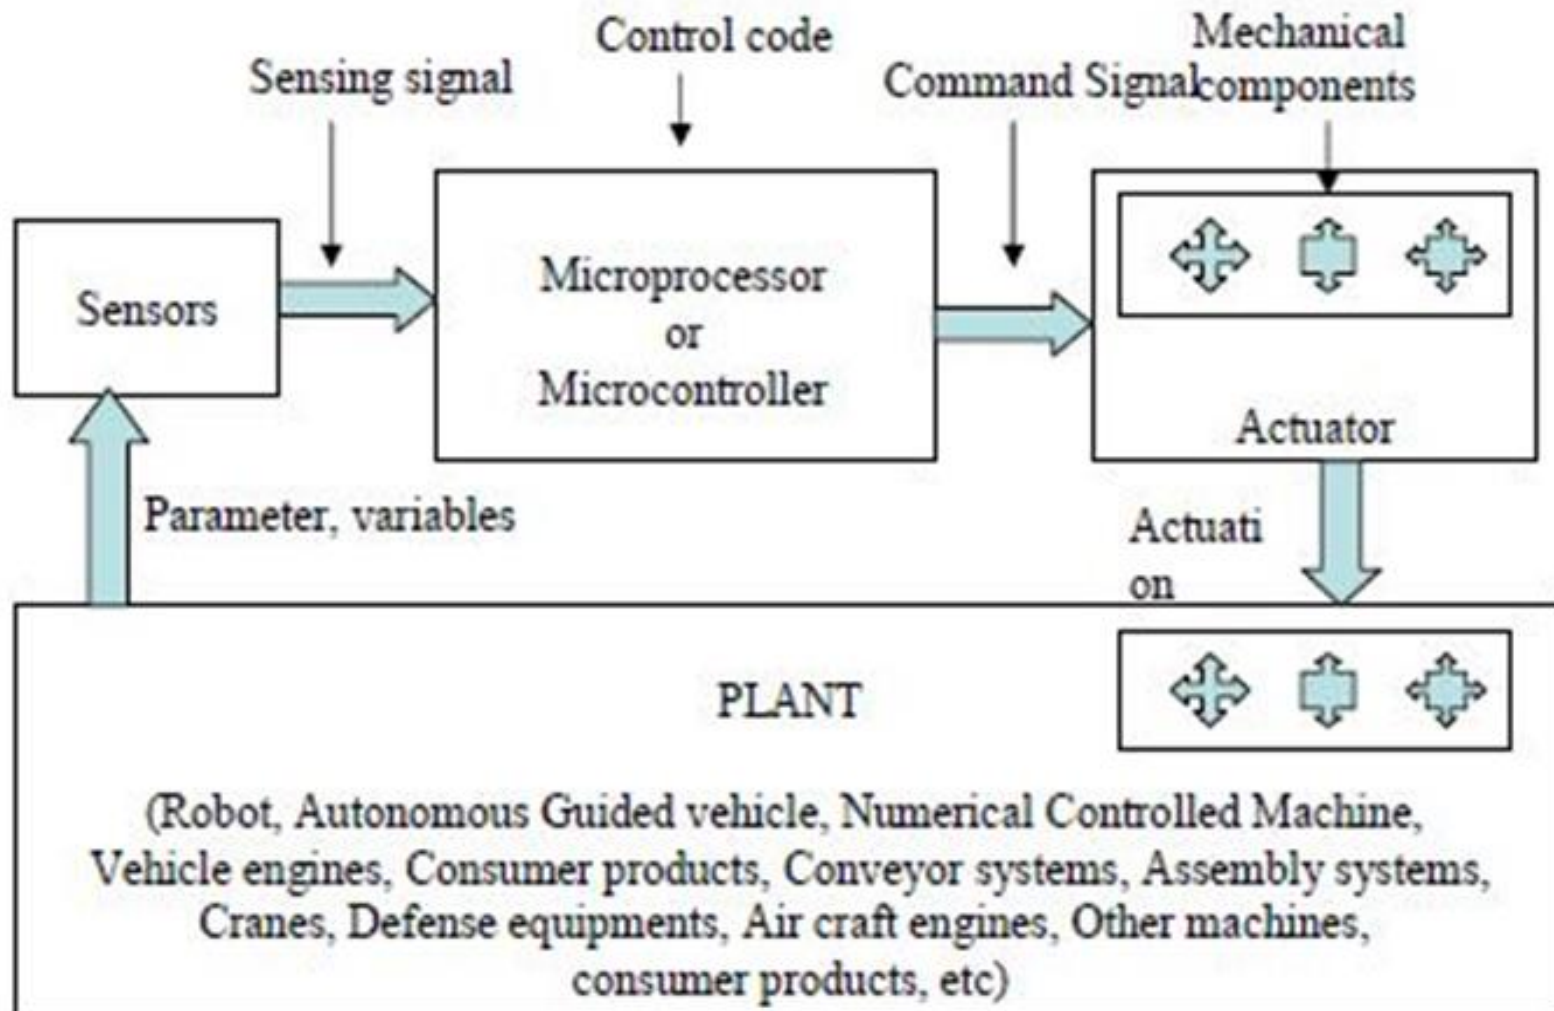 Control code
Mechanical
components
Sensing signal
Command Signal
Sensors
Microprocessor
or
Microcontroller
Actuator
Parameter, variables
Actuati
on
PLANT
(Robot, Autonomous Guided vehicle, Numerical Controlled Machine,
Vehicle engines, Consumer products, Conveyor systems, Assembly systems,
Cranes, Defense equipments, Air craft engines, Other machines,
consumer products, etc)